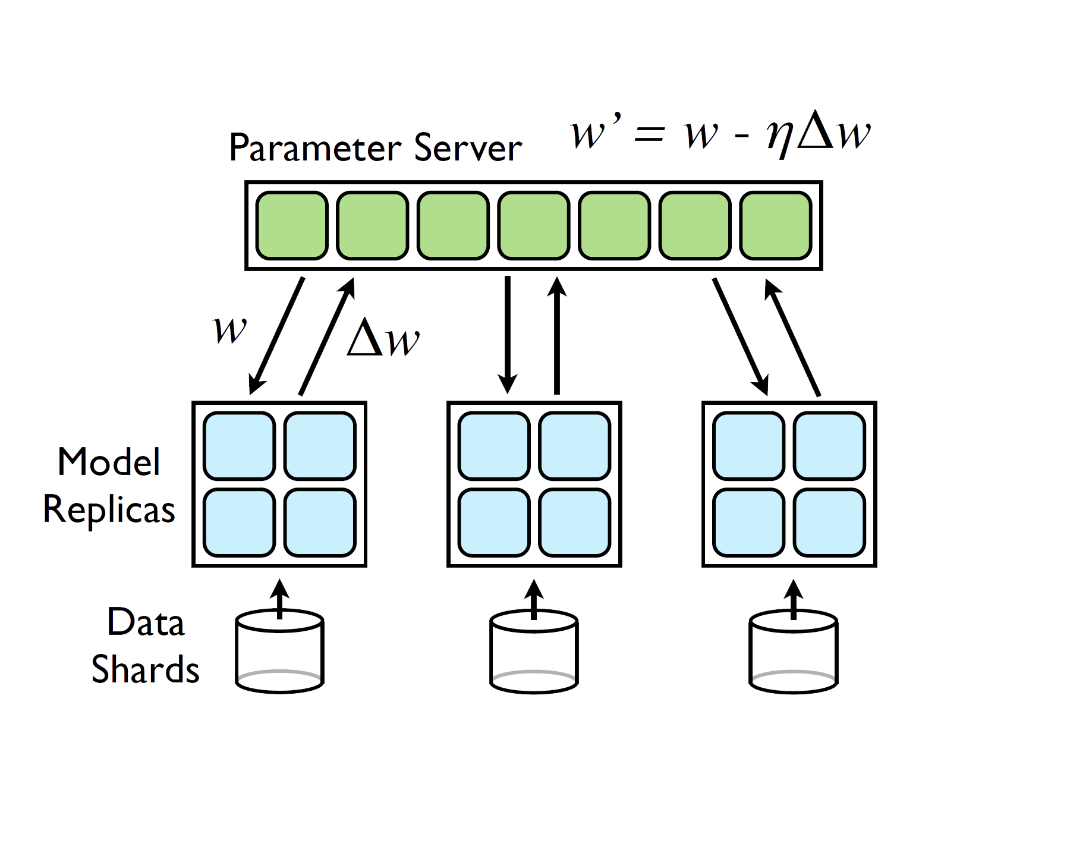 Parameter Server
w’ = w - ηΔw
w
Δw
Model
Replicas
Data
Shards